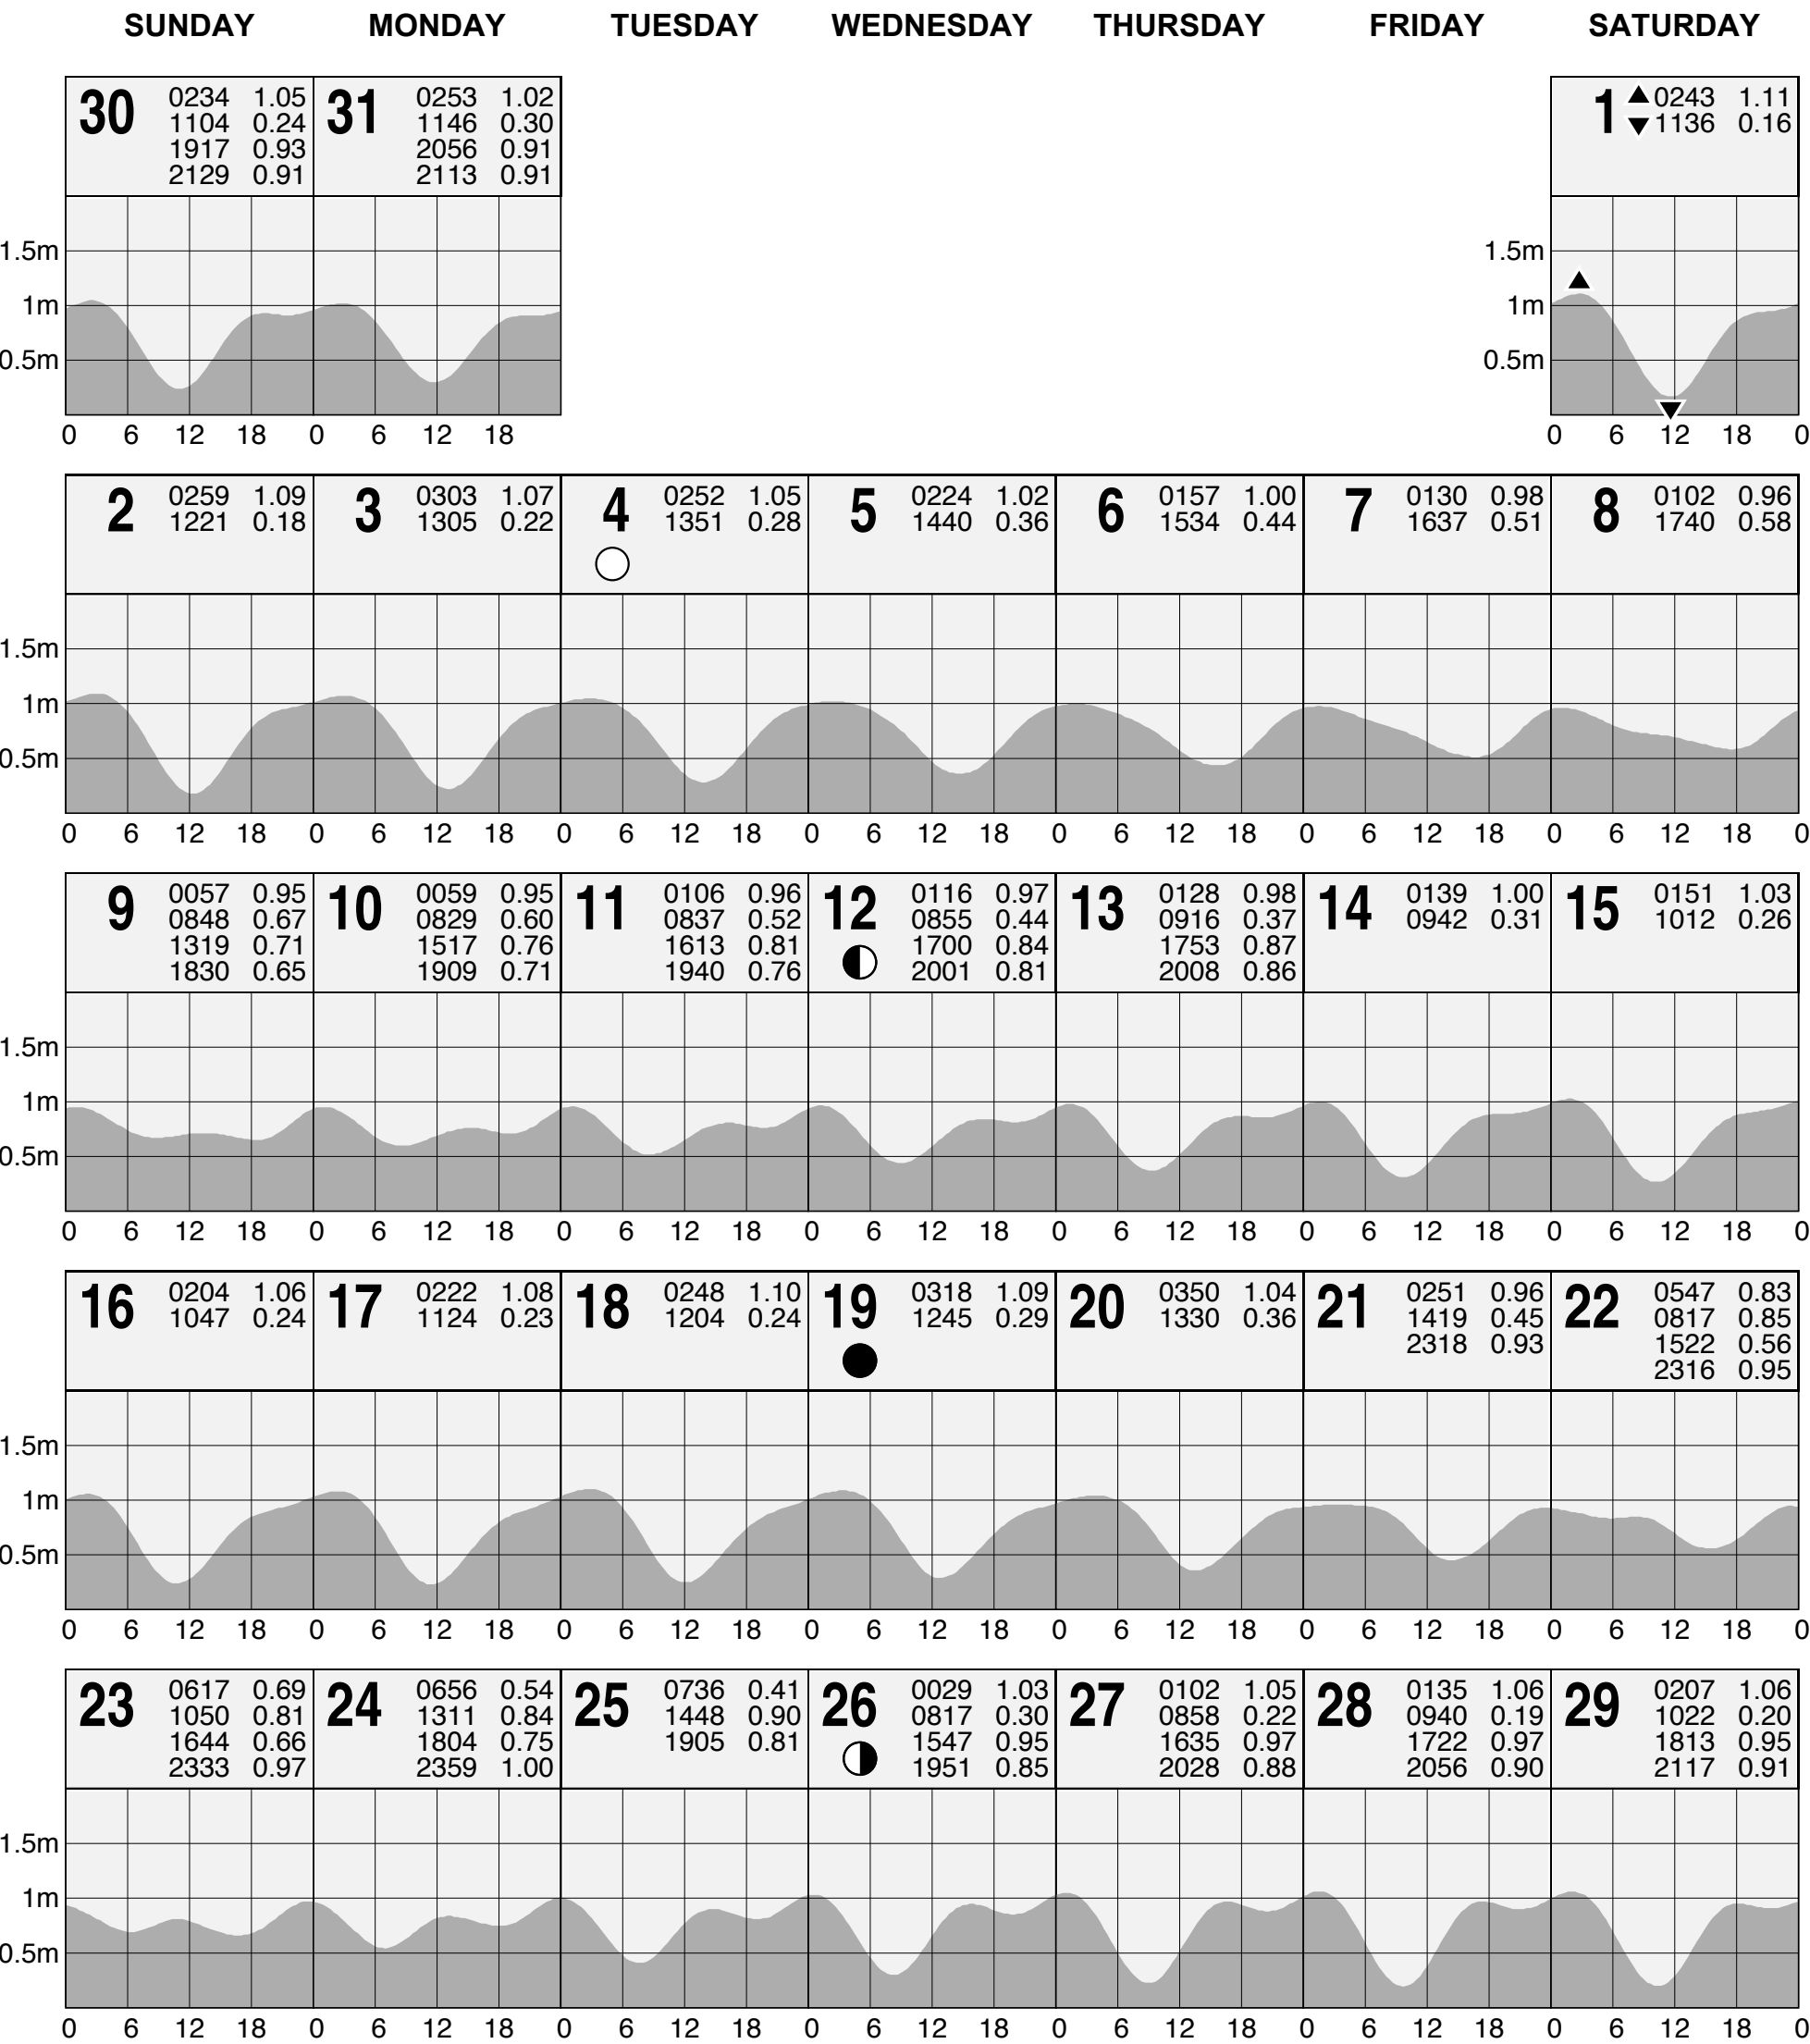 SUNDAY MONDAY TUESDAY WEDNESDAY THURSDAY FRIDAY SATURDAY
30 0234 1.05 31 0253 1.02 1 0243 1.11
1104 0.24 1146 0.30 1136 0.16
1917 0.93 2056 0.91
2129 0.91 2113 0.91
1.5m 1.5m
1m 1m
0.5m 0.5m
0 6 12 18 0 6 12 18 0 6 12 18 0
2 0259 1.09 3 0303 1.07 4 0252 1.05 5 0224 1.02 6 0157 1.00 7 0130 0.98 8 0102 0.96
1221 0.18 1305 0.22 1351 0.28 1440 0.36 1534 0.44 1637 0.51 1740 0.58
1.5m
1m
0.5m
0 6 12 18 0 6 12 18 0 6 12 18 0 6 12 18 0 6 12 18 0 6 12 18 0 6 12 18 0
9 0057 0.95 10 0059 0.95 11 0106 0.96 12 0116 0.97 13 0128 0.98 14 0139 1.00 15 0151 1.03
0848 0.67 0829 0.60 0837 0.52 0855 0.44 0916 0.37 0942 0.31 1012 0.26
1319 0.71 1517 0.76 1613 0.81 1700 0.84 1753 0.87
1830 0.65 1909 0.71 1940 0.76 2001 0.81 2008 0.86
1.5m
1m
0.5m
0 6 12 18 0 6 12 18 0 6 12 18 0 6 12 18 0 6 12 18 0 6 12 18 0 6 12 18 0
16 0204 1.06 17 0222 1.08 18 0248 1.10 19 0318 1.09 20 0350 1.04 21 0251 0.96 22 0547 0.83
1047 0.24 1124 0.23 1204 0.24 1245 0.29 1330 0.36 1419 0.45 0817 0.85
2318 0.93 1522 0.56
2316 0.95
1.5m
1m
0.5m
0 6 12 18 0 6 12 18 0 6 12 18 0 6 12 18 0 6 12 18 0 6 12 18 0 6 12 18 0
23 0617 0.69 24 0656 0.54 25 0736 0.41 26 0029 1.03 27 0102 1.05 28 0135 1.06 29 0207 1.06
1050 0.81 1311 0.84 1448 0.90 0817 0.30 0858 0.22 0940 0.19 1022 0.20
1644 0.66 1804 0.75 1905 0.81 1547 0.95 1635 0.97 1722 0.97 1813 0.95
2333 0.97 2359 1.00 1951 0.85 2028 0.88 2056 0.90 2117 0.91
1.5m
1m
0.5m
0 6 12 18 0 6 12 18 0 6 12 18 0 6 12 18 0 6 12 18 0 6 12 18 0 6 12 18 0